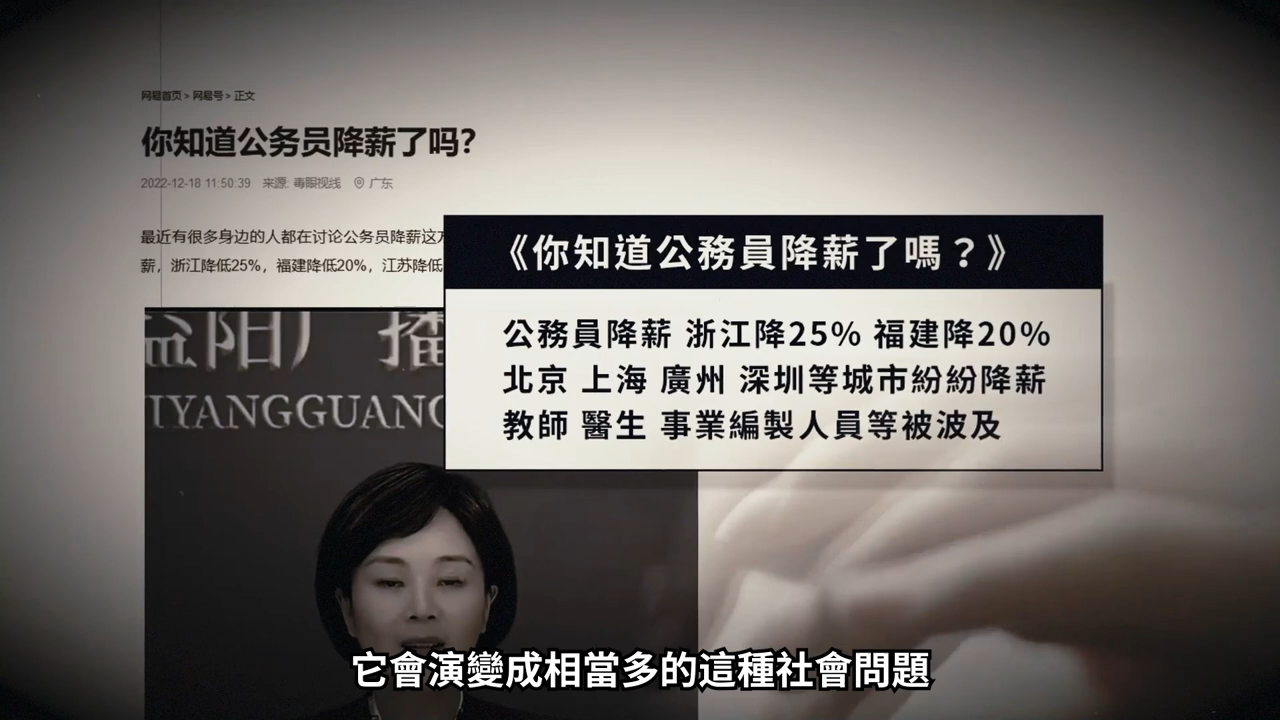 网易首页 > 网易号 > 正文
你知道公务员降薪了吗?
2022-12-18 11:50:39 来源: 毒眼视线 广东
最近有很多身边的人都在讨论公务员降薪这
薪，浙江降低25%，福建降低20%，江苏降低
《你知道公務員降薪了嗎？》
公務員降薪 浙江降25% 福建降20%
北京 上海 廣州 深圳等城市紛紛降薪
教師 醫生 事業編製人員等被波及
益阳广播
YIYANGGUANG
它會演變成相當多的這種社會問題